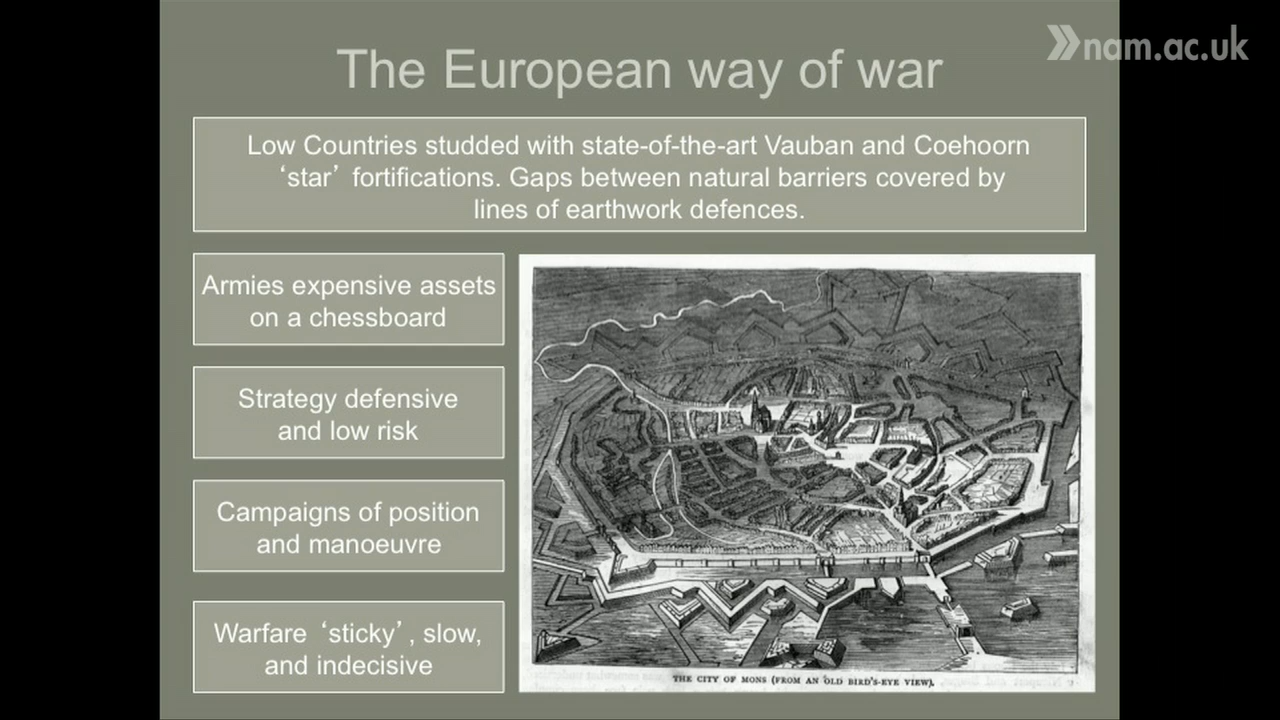 The European way of war
nam.ac.uk
Low Countries studded with state-of-the-art Vauban and Coehoorn
‘star’ fortifications. Gaps between natural barriers covered by
lines of earthwork defences.
Armies expensive assets
on a chessboard
Strategy defensive
and low risk
Campaigns of position
and manoeuvre
Warfare ‘sticky’, slow,
and indecisive
THE CITY OF MONS (FROM AN OLD BIRD'S-EYE VIEW).